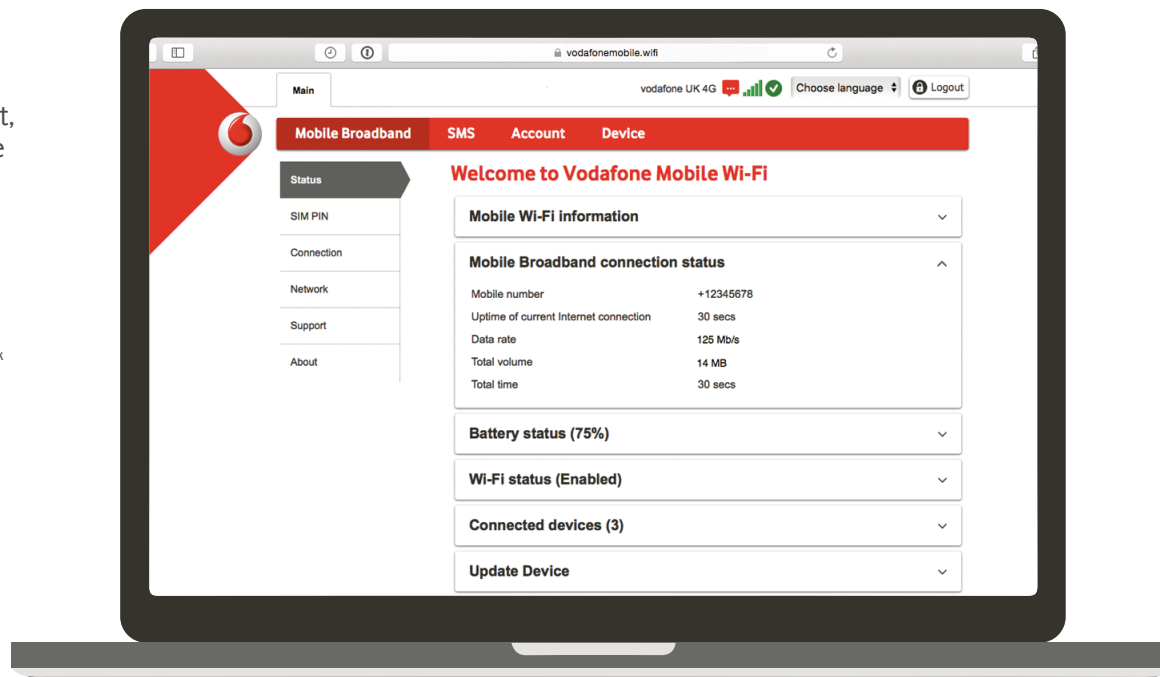 t,
e
k
vodafonemobile.wifi
Main
vodafone UK 4G
Choose language
Logout
Mobile Broadband SMS Account Device
Status
SIM PIN
Connection
Network
Support
About
Welcome to Vodafone Mobile Wi-Fi
Mobile Wi-Fi information
Mobile Broadband connection status
Mobile number +12345678
Uptime of current Internet connection 30 secs
Data rate 125 Mb/s
Total volume 14 MB
Total time 30 secs
Battery status (75%)
Wi-Fi status (Enabled)
Connected devices (3)
Update Device